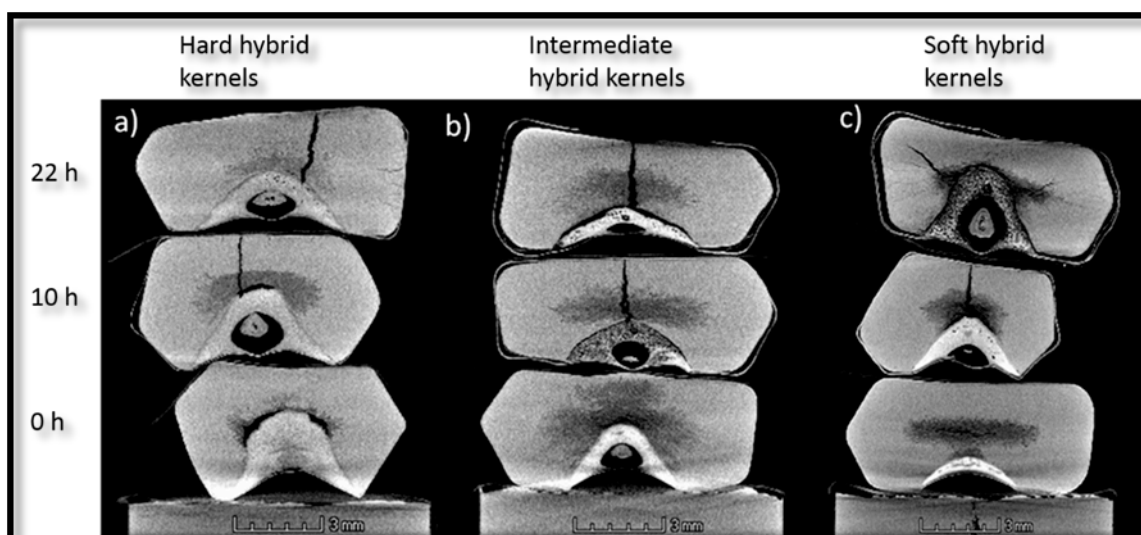 Hard hybrid
kernels
Intermediate
hybrid kernels
Soft hybrid
kernels
a)
b)
c)
22 h
10 h
0 h
3 mm
3 mm
3 mm